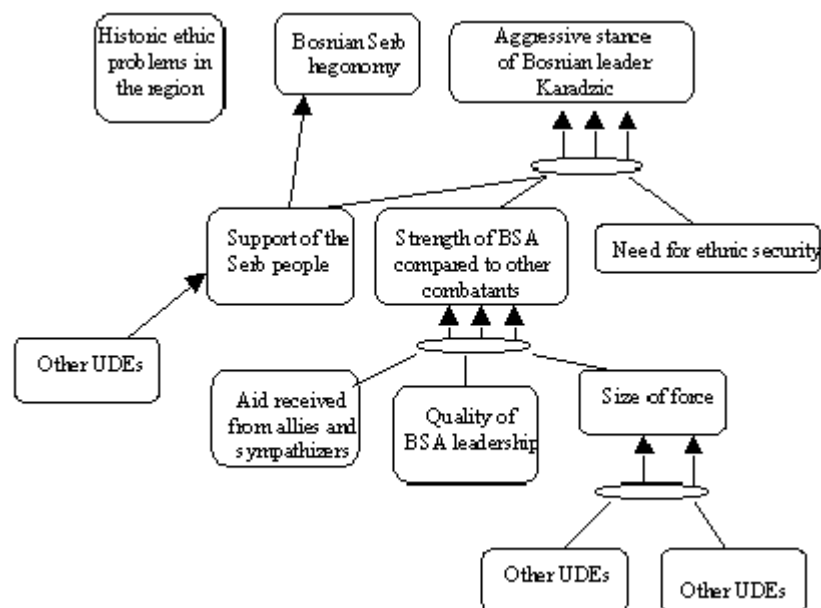 Historic ethic
problems in
the region
Bosnian Serb
hegonomy
Aggressive stance
of Bosnian leader
Karadzic
Support of the
Serb people
Strength of BSA
compared to other
combatants
Need for ethnic security
Other UDEs
Aid received
from allies and
sympathizers
Quality of
BSA leadership
Size of force
Other UDEs
Other UDEs